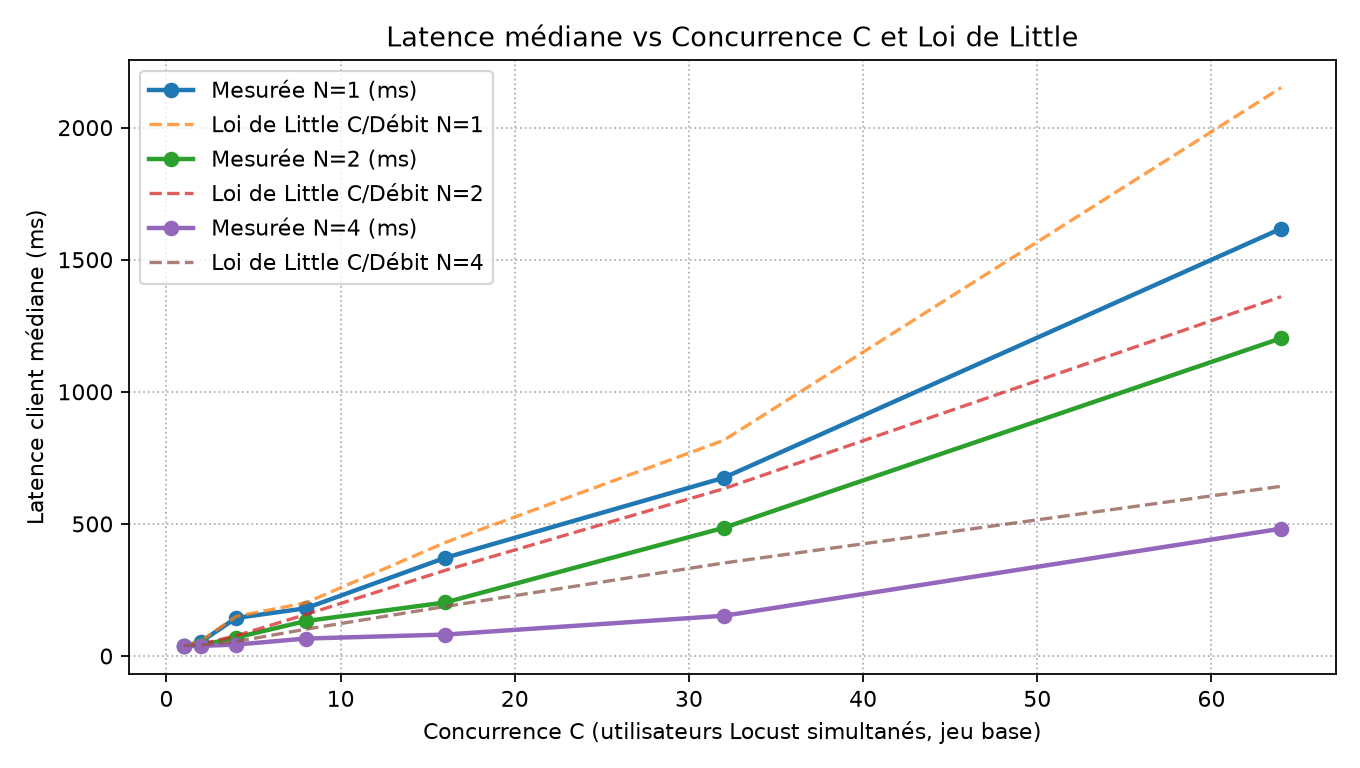 Latence médiane vs Concurrence C et Loi de Little
Mesurée N=1 (ms)
Loi de Little C/Débit N=1
Mesurée N=2 (ms)
Loi de Little C/Débit N=2
Mesurée N=4 (ms)
Loi de Little C/Débit N=4
Latence client médiane (ms)
2000
1500
1000
500
0
0 10 20 30 40 50 60
Concurrence C (utilisateurs Locust simultanés, jeu base)